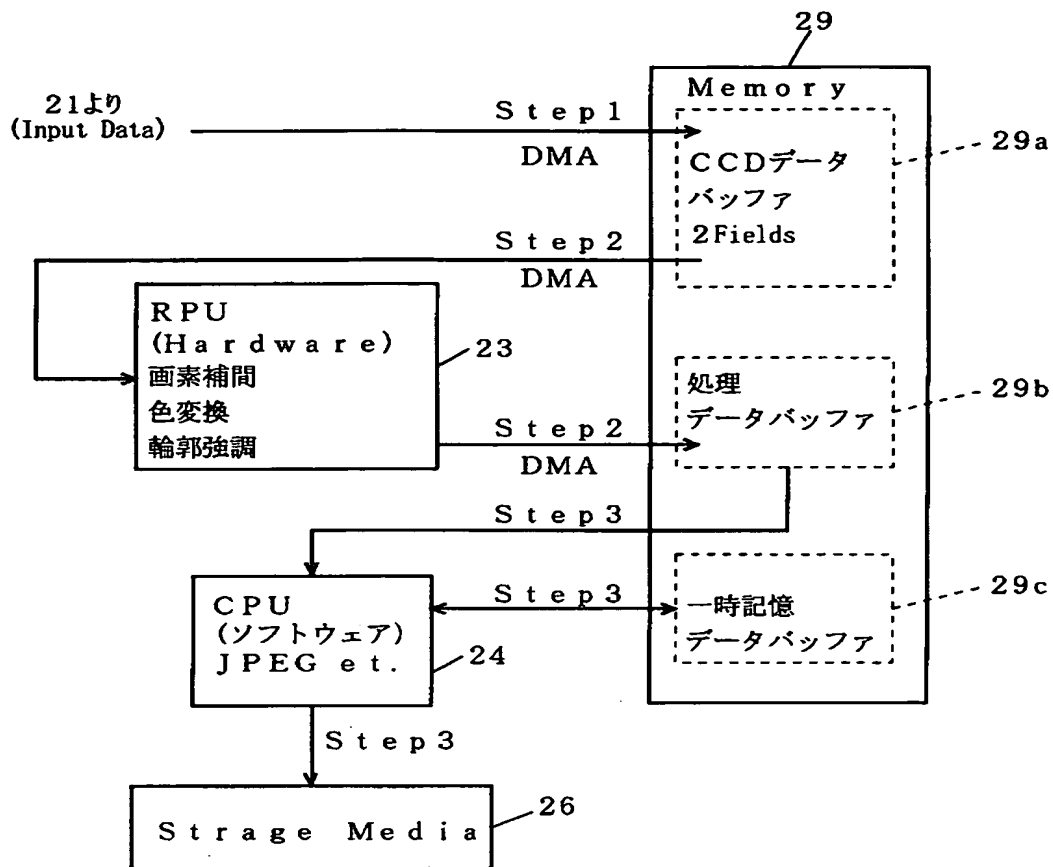 29
Memory
21より
(Input Data)
Step1
DMA
29a
CCDデータ
バッファ
2Fields
Step2
DMA
RPU
(Hardware)
画素補間
色変換
輪郭強調
23
処理
データバッファ
29b
Step2
DMA
Step3
CPU
(ソフトウェア)
JPEG et.
24
Step3
一時記憶
データバッファ
29c
Step3
Strage Media
26